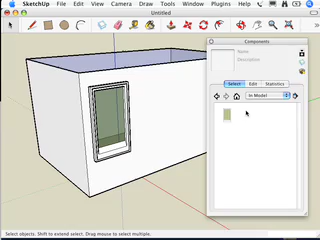 SketchUp File Edit View Camera Draw Tools Window Plugins Help
Untitled
Components
Name
Description
Select Edit Statistics
In Model
Select objects. Shift to extend select. Drag mouse to select multiple.